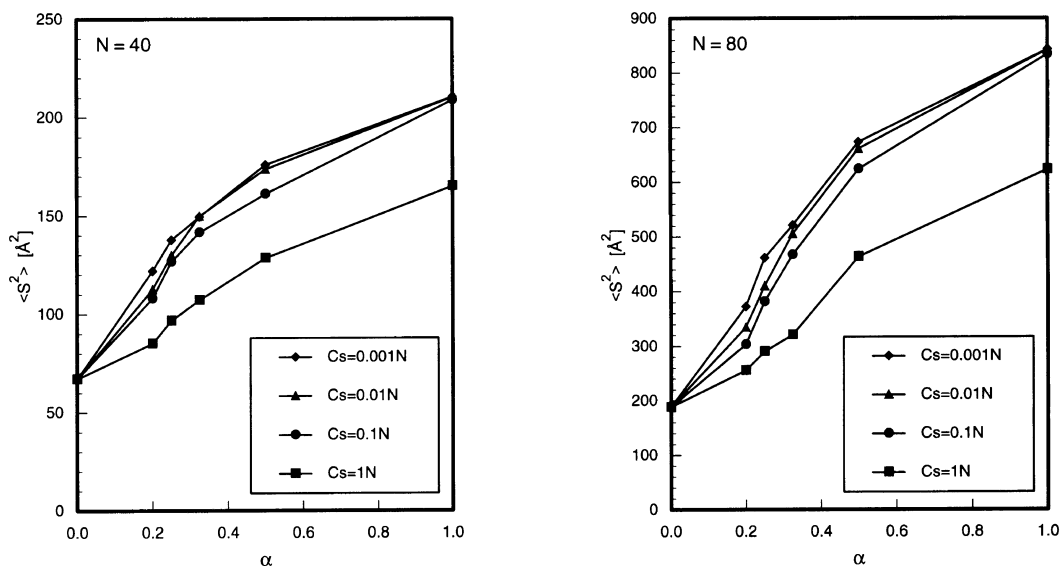 N = 40
<S²> [Å²]
250
200
150
100
50
0
Cs=0.001N
Cs=0.01N
Cs=0.1N
Cs=1N
0.0 0.2 0.4 0.6 0.8 1.0
α
N = 80
<S²> [Å²]
900
800
700
600
500
400
300
200
100
0
Cs=0.001N
Cs=0.01N
Cs=0.1N
Cs=1N
0.0 0.2 0.4 0.6 0.8 1.0
α